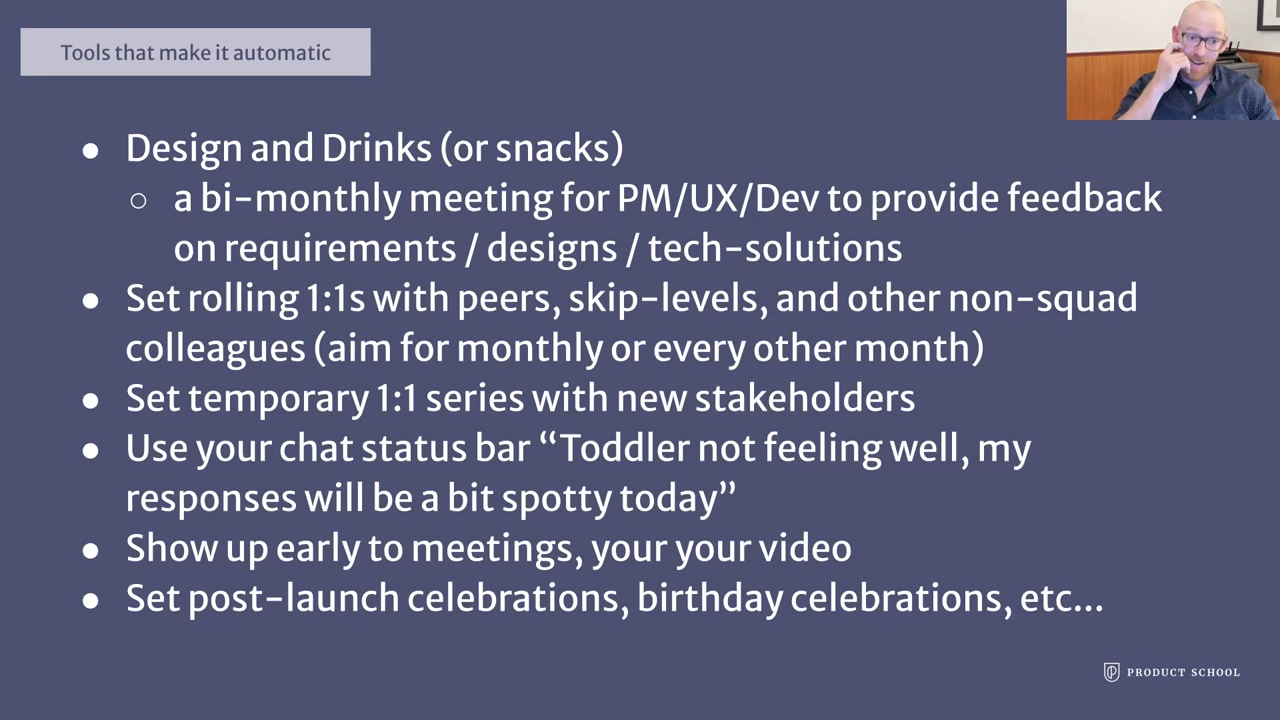 Tools that make it automatic
● Design and Drinks (or snacks)
○ a bi-monthly meeting for PM/UX/Dev to provide feedback
on requirements / designs / tech-solutions
● Set rolling 1:1s with peers, skip-levels, and other non-squad
colleagues (aim for monthly or every other month)
● Set temporary 1:1 series with new stakeholders
● Use your chat status bar “Toddler not feeling well, my
responses will be a bit spotty today”
● Show up early to meetings, your your video
● Set post-launch celebrations, birthday celebrations, etc...
PRODUCT SCHOOL